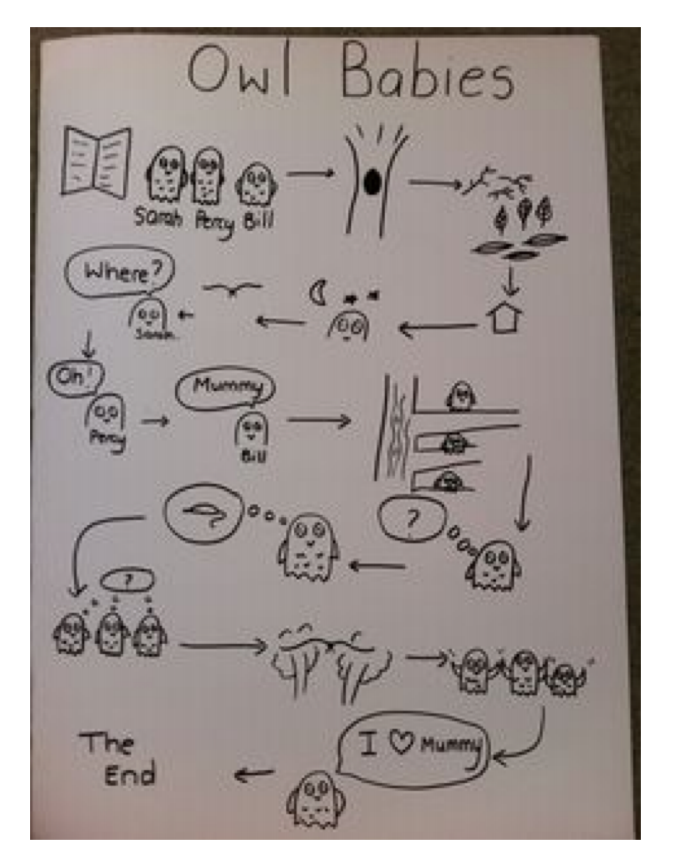 Owl Babies
Sarah Percy Bill
Where?
Sarah
Oh!
Percy
Mummy
Bill
?
?
I ♡ Mummy
The
End